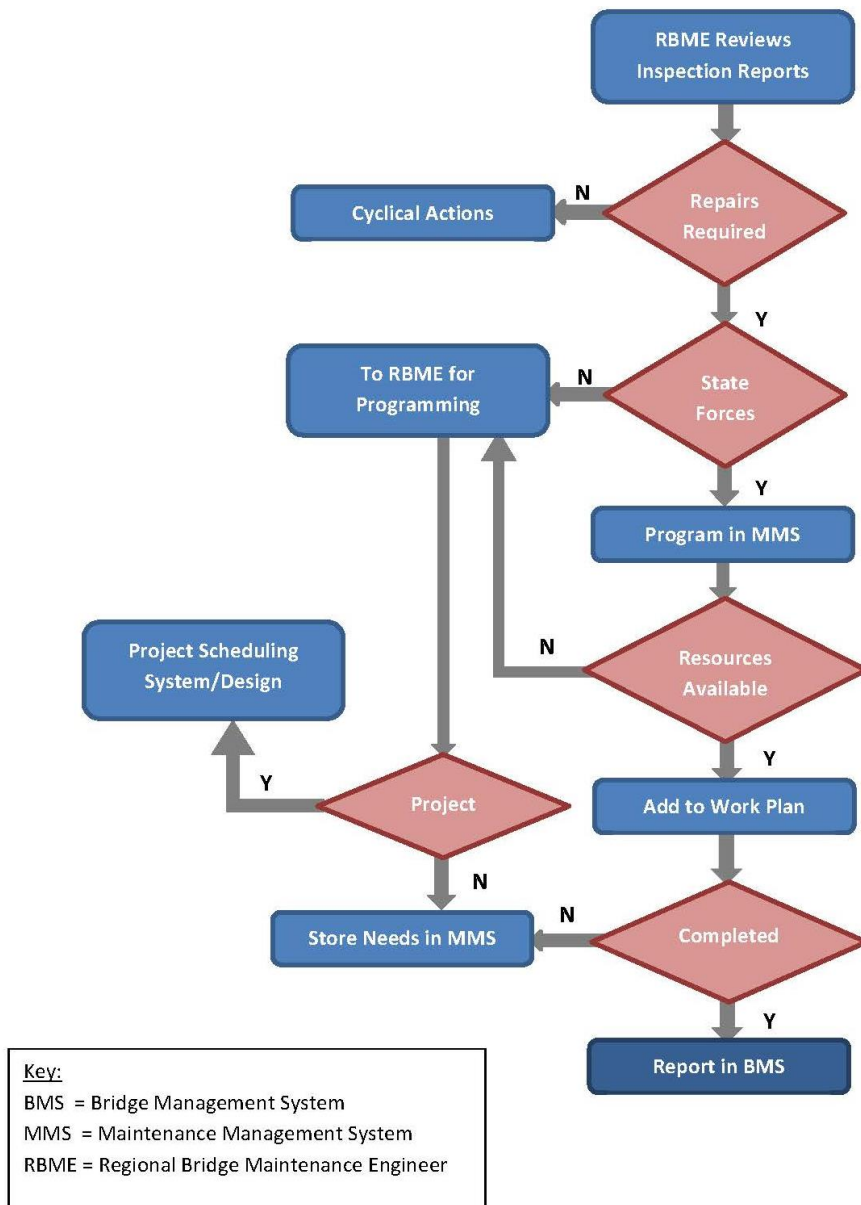 RBME Reviews
Inspection Reports
Repairs
Required
N
Cyclical Actions
Y
State
Forces
N
To RBME for
Programming
Y
Program in MMS
Resources
Available
N
Project Scheduling
System/Design
Y
Add to Work Plan
Project
Y
N
Completed
N
Store Needs in MMS
Y
Report in BMS
Key:
BMS = Bridge Management System
MMS = Maintenance Management System
RBME = Regional Bridge Maintenance Engineer